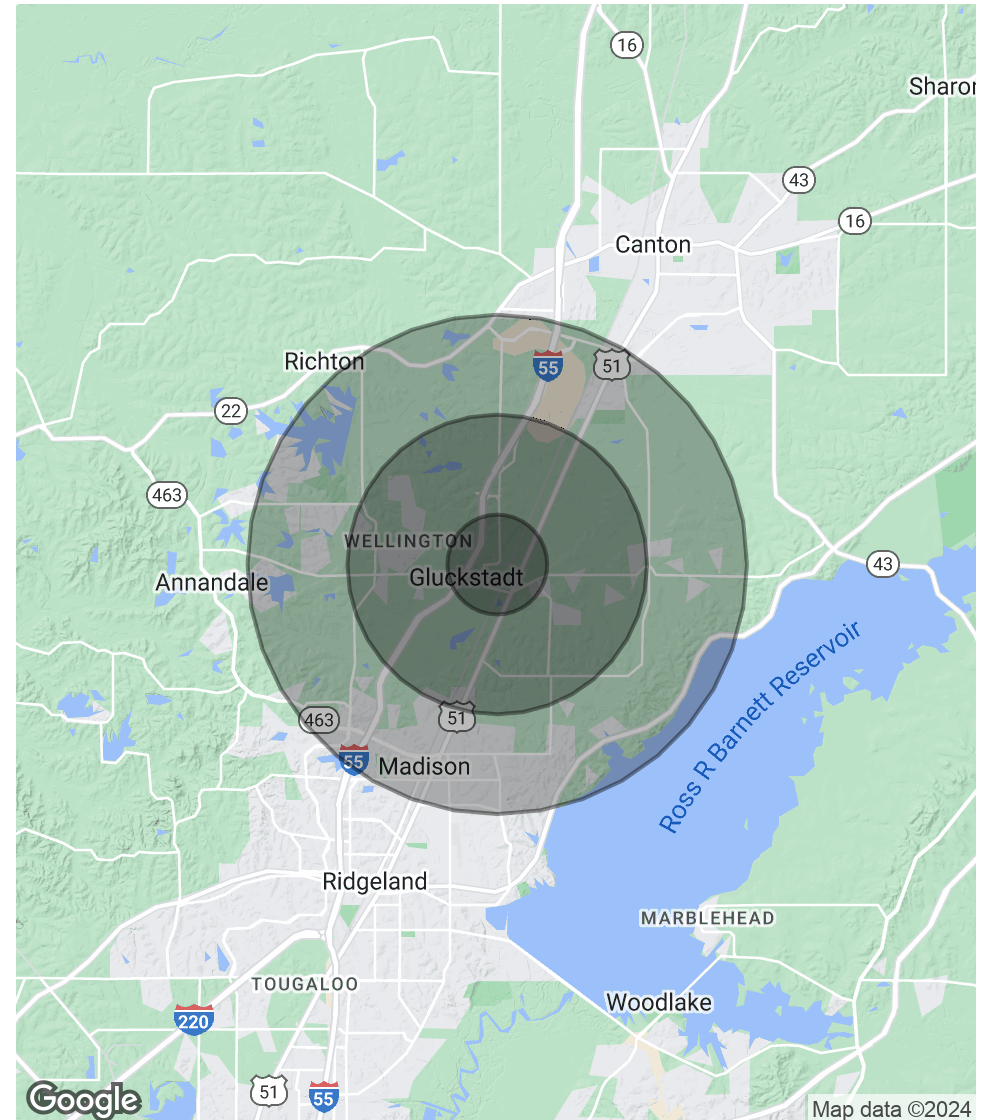 16
Sharon
43
16
Canton
55
51
Richton
22
463
WELLINGTON
43
Gluckstadt
Annandale
Ross R Barnett Reservoir
463
51
55
Madison
Ridgeland
MARBLEHEAD
TOUGALOO
Woodlake
220
51
55
Google
Map data ©2024